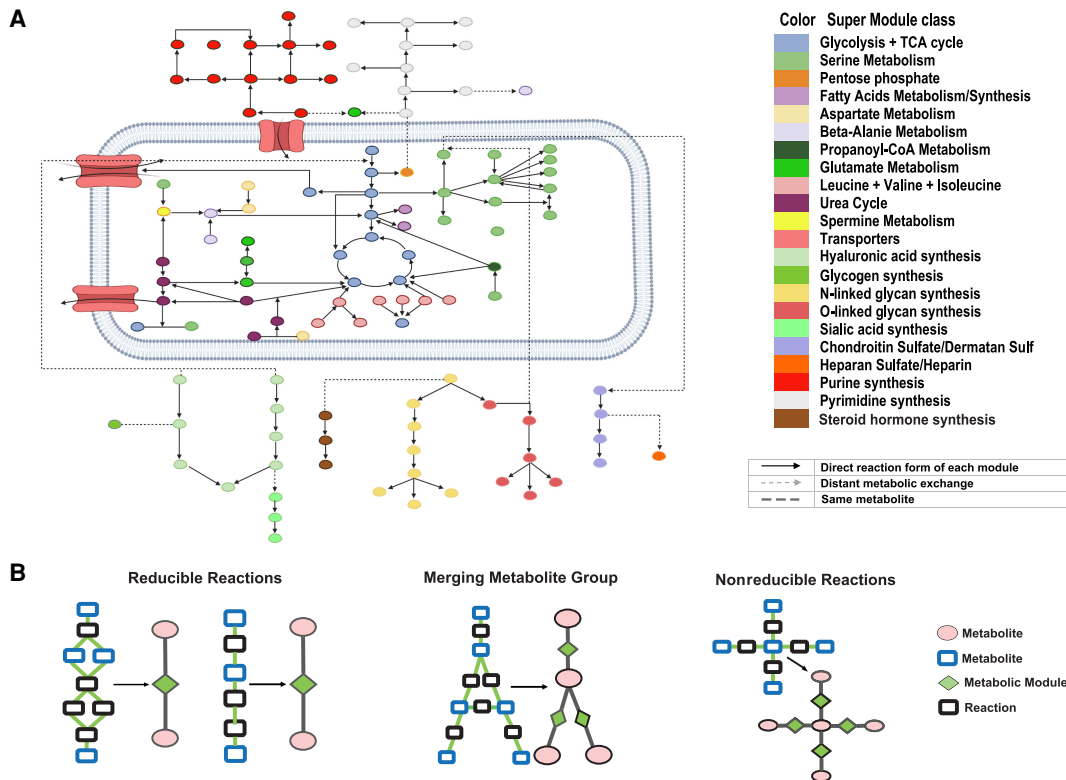 A
Color Super Module class
Glycolysis + TCA cycle
Serine Metabolism
Pentose phosphate
Fatty Acids Metabolism/Synthesis
Aspartate Metabolism
Beta-Alanie Metabolism
Propanoyl-CoA Metabolism
Glutamate Metabolism
Leucine + Valine + Isoleucine
Urea Cycle
Spermine Metabolism
Transporters
Hyaluronic acid synthesis
Glycogen synthesis
N-linked glycan synthesis
O-linked glycan synthesis
Sialic acid synthesis
Chondroitin Sulfate/Dermatan Sulf
Heparan Sulfate/Heparin
Purine synthesis
Pyrimidine synthesis
Steroid hormone synthesis
Direct reaction form of each module
Distant metabolic exchange
Same metabolite
B
Reducible Reactions
Merging Metabolite Group
Nonreducible Reactions
Metabolite
Metabolite
Metabolic Module
Reaction